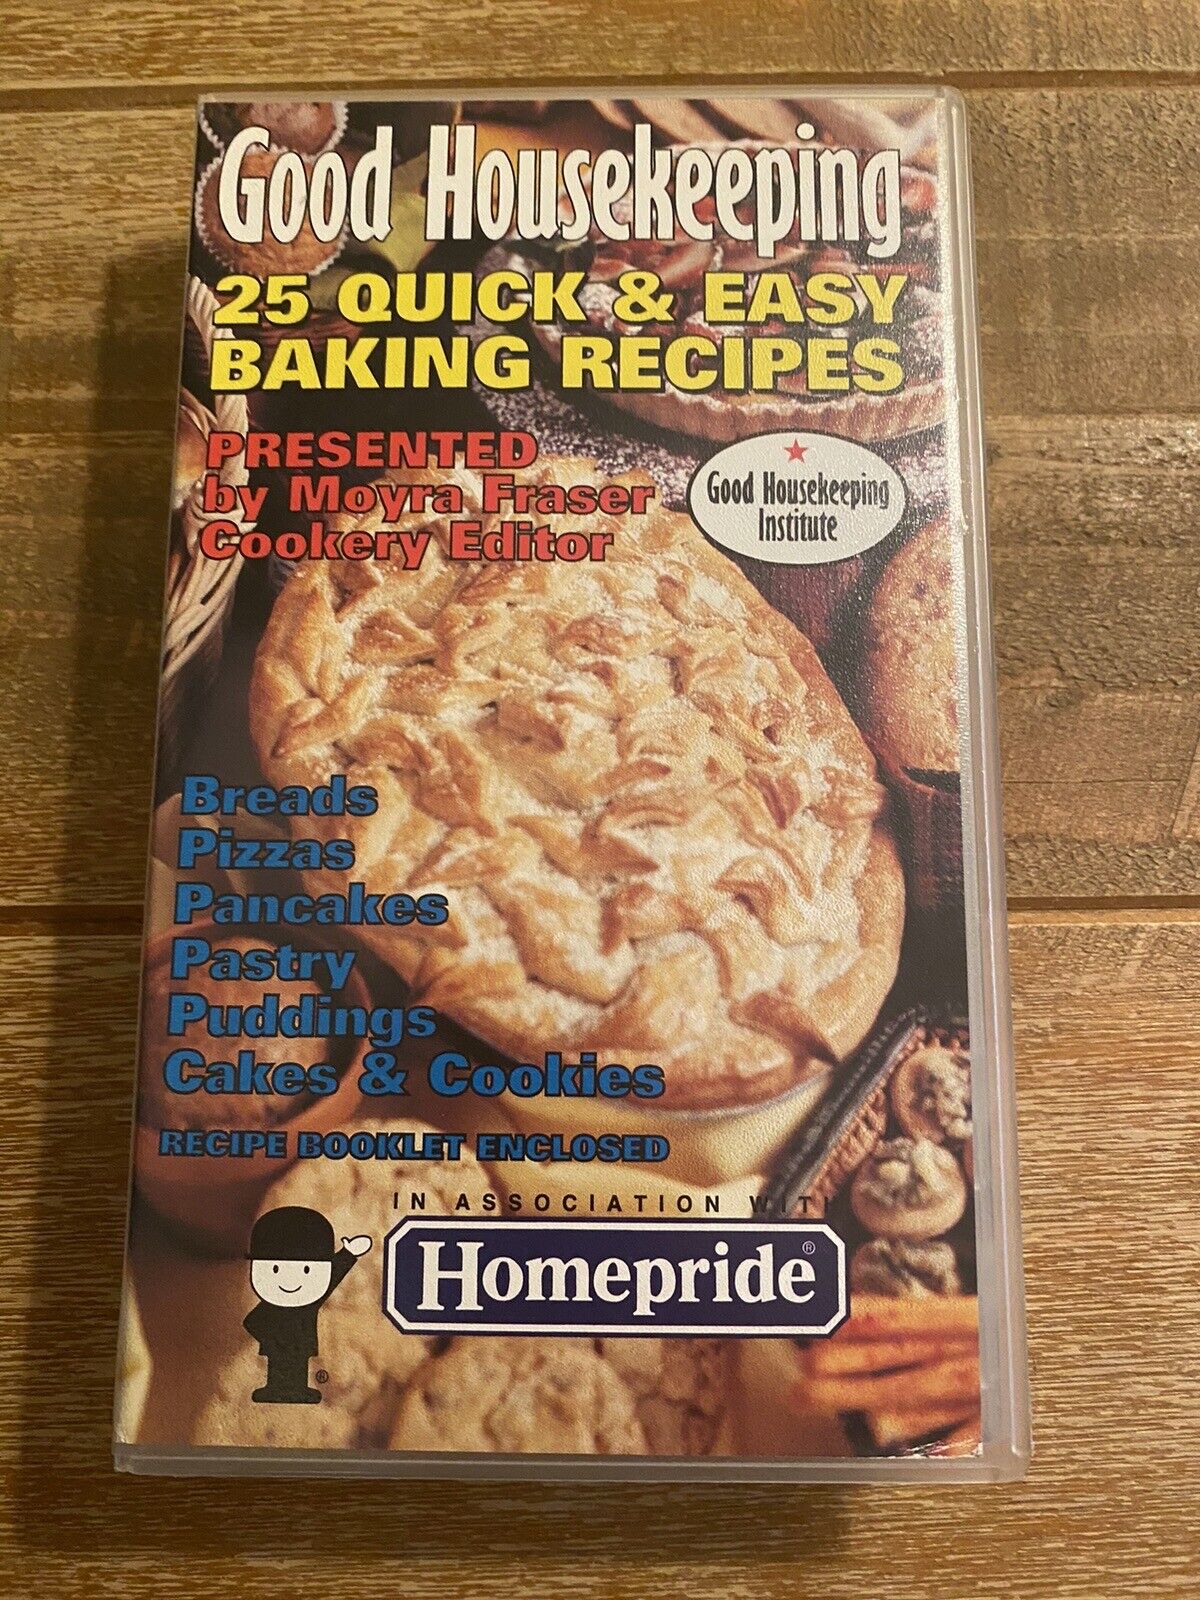 Good Housekeeping
25 QUICK & EASY
BAKING RECIPES
PRESENTED
by Moyra Fraser
Cookery Editor
Good Housekeeping
Institute
Breads
Pizzas
Pancakes
Pastry
Puddings
Cakes & Cookies
RECIPE BOOKLET ENCLOSED
IN ASSOCIATION WITH
Homepride®
®